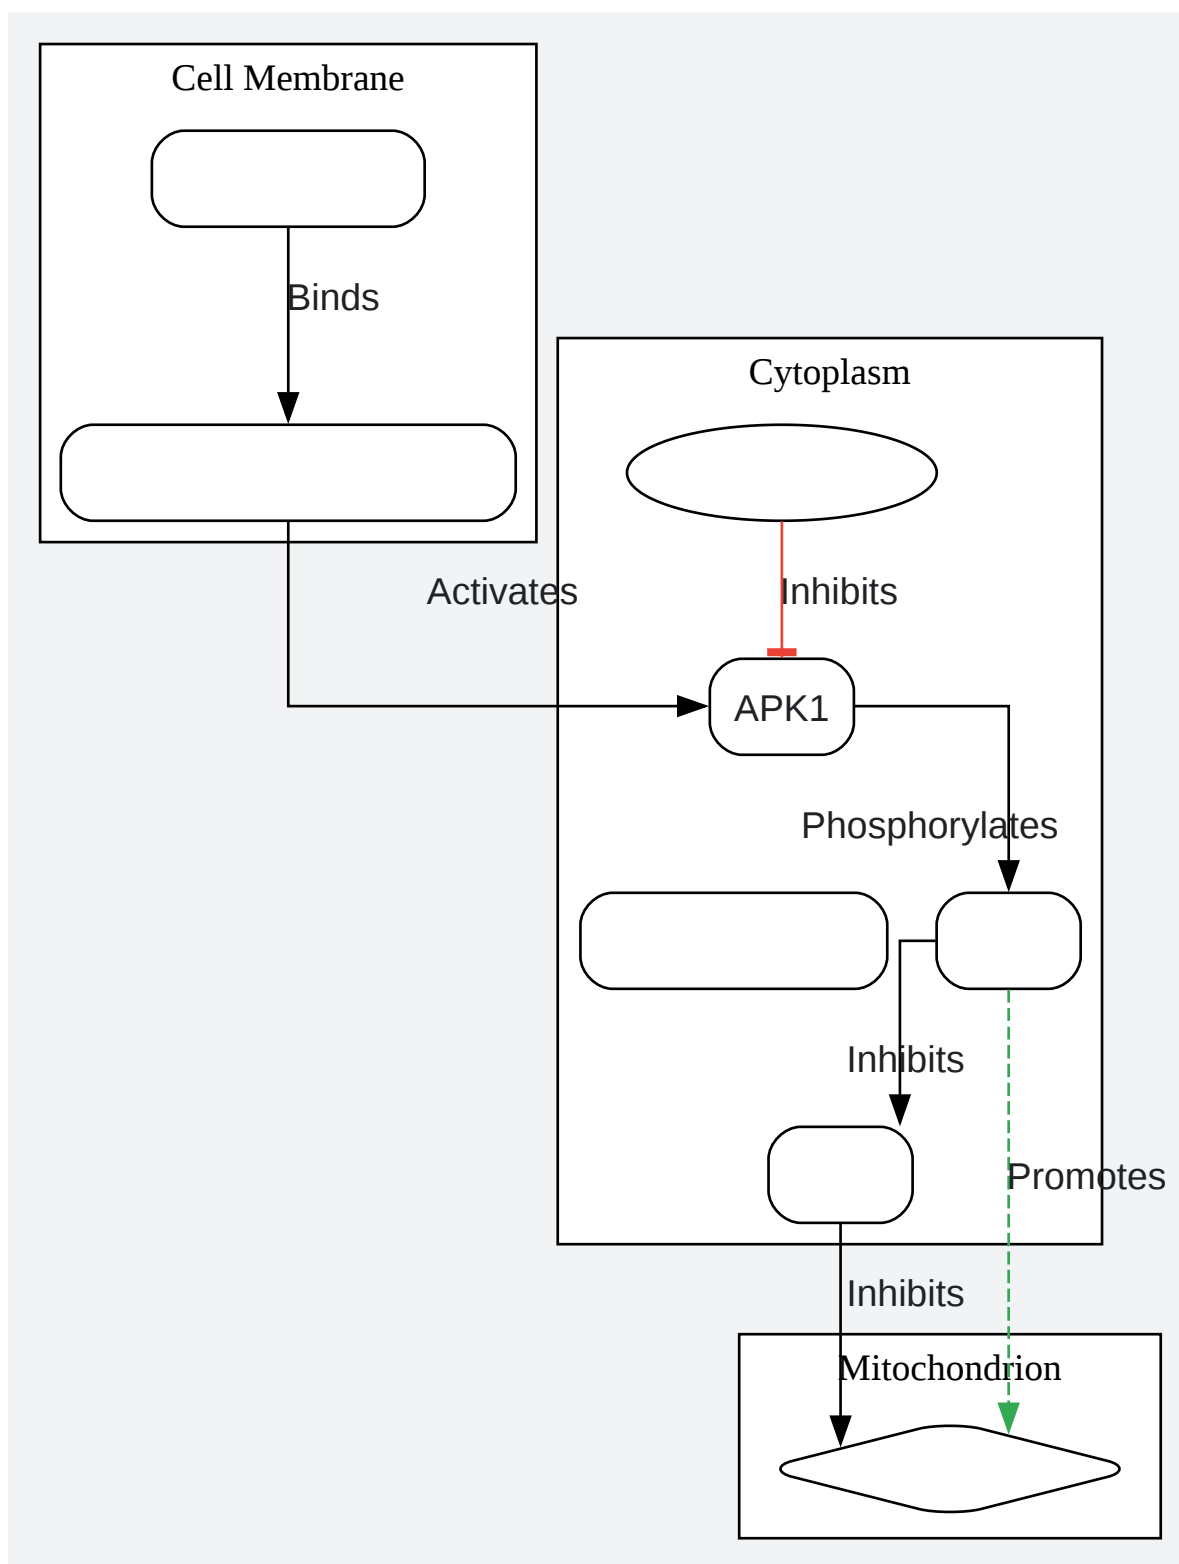 Cell Membrane
Binds
Cytoplasm
Activates
Inhibits
APK1
Phosphorylates
Inhibits
Promotes
Inhibits
Mitochondrion